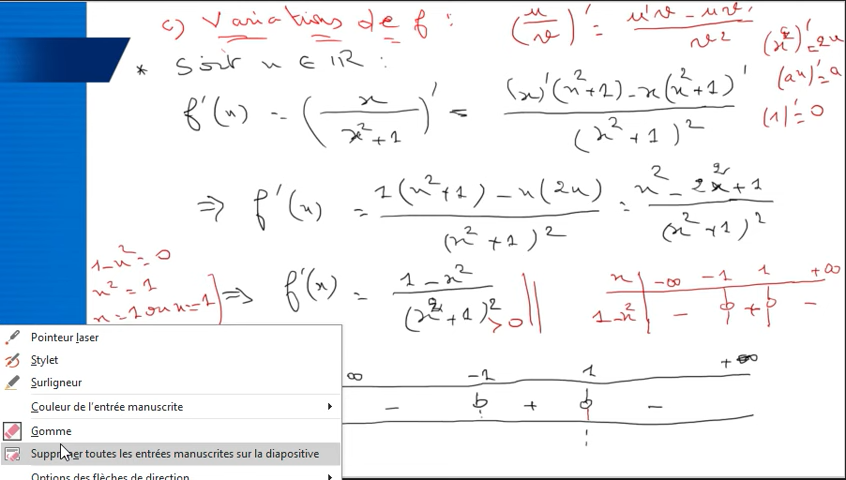 c) Variations de f : (u/v)' = (u'v - uv')/v²
(x²)' = 2x
* Soit x ∈ IR : (ax)' = a
f'(x) = (x/(x²+1))' = ((x)'(x²+1) - x(x²+1)')/(x²+1)² (1)' = 0
⇒ f'(x) = (1(x²+1) - x(2x))/(x²+1)² = (x² - 2x² + 1)/(x²+1)²
1-x² = 0
x² = 1
x = 1 ou x = 1
⇒ f'(x) = (1 - x²)/(x²+1)² > 0
x -∞ -1 1 +∞
1-x² - 0 + 0 -
∞ -1 1 +∞
- 0 + 0 -
Pointeur laser
Stylet
Surligneur
Couleur de l'entrée manuscrite
Gomme
Supprimer toutes les entrées manuscrites sur la diapositive
Options des flèches de direction